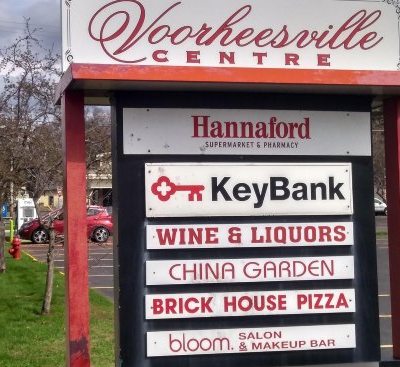 Voorheesville
CENTRE
Hannaford
SUPERMARKET & PHARMACY
KeyBank
WINE & LIQUORS
CHINA GARDEN
BRICK HOUSE PIZZA
bloom. SALON
& MAKEUP BAR